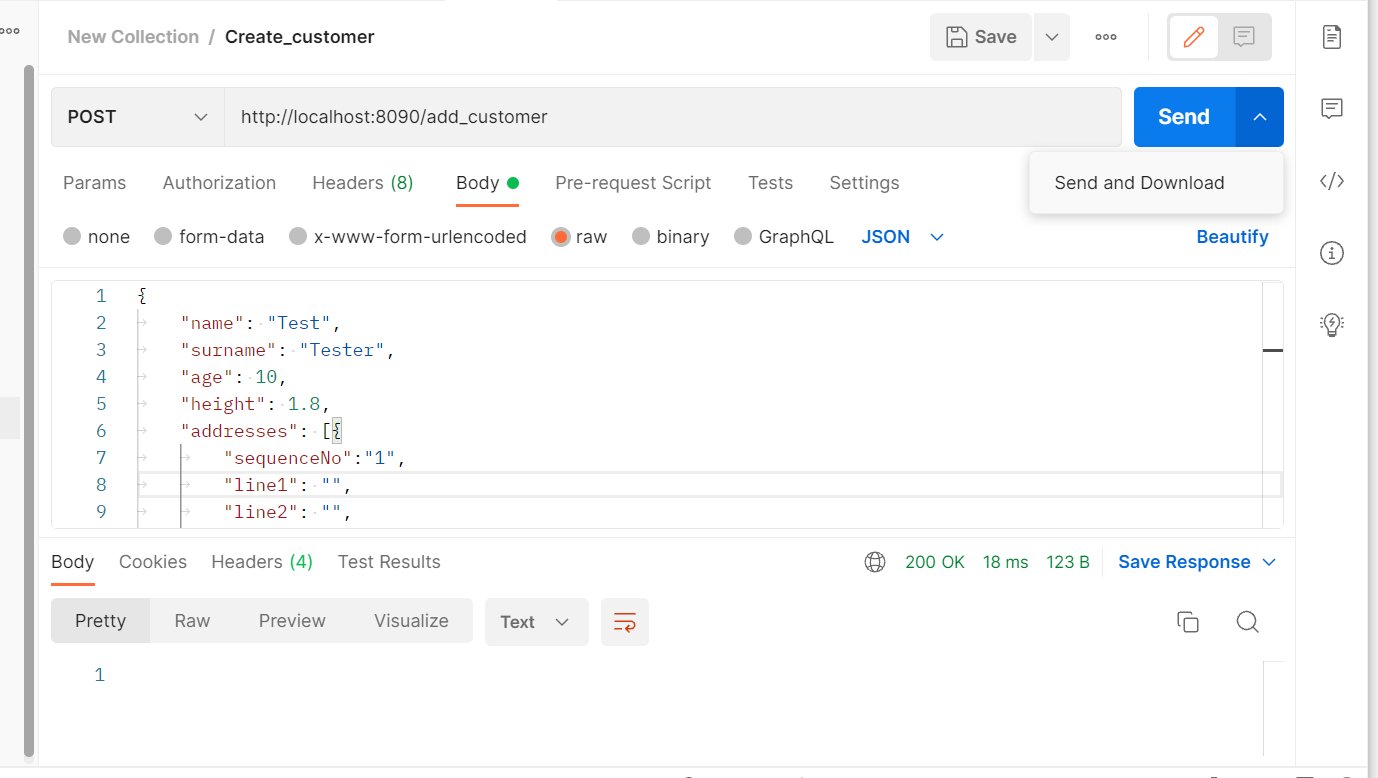 New Collection / Create_customer
Save
POST
http://localhost:8090/add_customer
Send
Params Authorization Headers (8) Body Pre-request Script Tests Settings
Send and Download
none form-data x-www-form-urlencoded raw binary GraphQL JSON Beautify
1 {
2 "name": "Test",
3 "surname": "Tester",
4 "age": 10,
5 "height": 1.8,
6 "addresses": [{
7 "sequenceNo":"1",
8 "line1": "",
9 "line2": "",
Body Cookies Headers (4) Test Results 200 OK 18 ms 123 B Save Response
Pretty Raw Preview Visualize Text
1